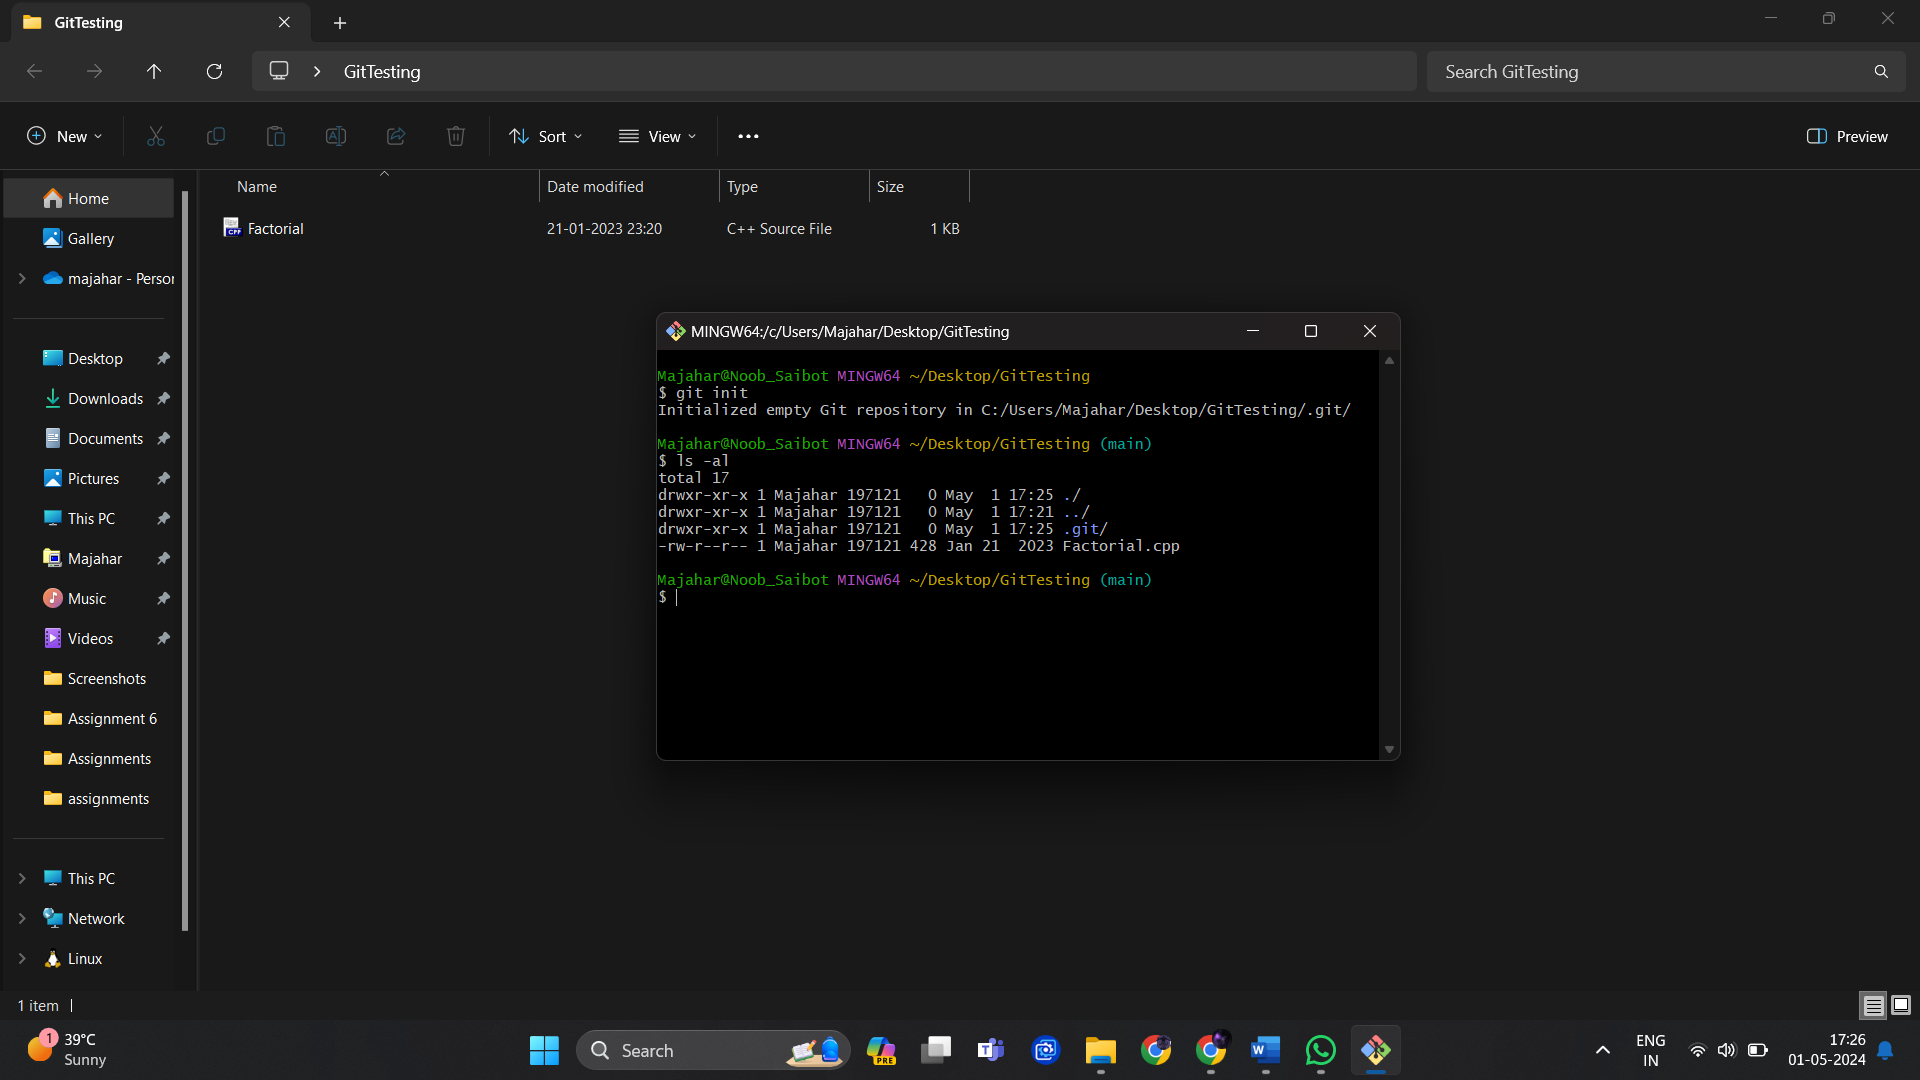 GitTesting
GitTesting
Search GitTesting
New
Sort
View
Preview
Name
Date modified
Type
Size
Factorial
21-01-2023 23:20
C++ Source File
1 KB
Home
Gallery
majahar - Person
Desktop
Downloads
Documents
Pictures
This PC
Majahar
Music
Videos
Screenshots
Assignment 6
Assignments
assignments
This PC
Network
Linux
1 item
MINGW64:/c/Users/Majahar/Desktop/GitTesting
Majahar@Noob_Saibot MINGW64 ~/Desktop/GitTesting
$ git init
Initialized empty Git repository in C:/Users/Majahar/Desktop/GitTesting/.git/
Majahar@Noob_Saibot MINGW64 ~/Desktop/GitTesting (main)
$ ls -al
total 17
drwxr-xr-x 1 Majahar 197121   0 May  1 17:25 ./
drwxr-xr-x 1 Majahar 197121   0 May  1 17:21 ../
drwxr-xr-x 1 Majahar 197121   0 May  1 17:25 .git/
-rw-r--r-- 1 Majahar 197121 428 Jan 21  2023 Factorial.cpp
Majahar@Noob_Saibot MINGW64 ~/Desktop/GitTesting (main)
$
1
39°C
Sunny
Search
PRE
ENG
IN
17:26
01-05-2024